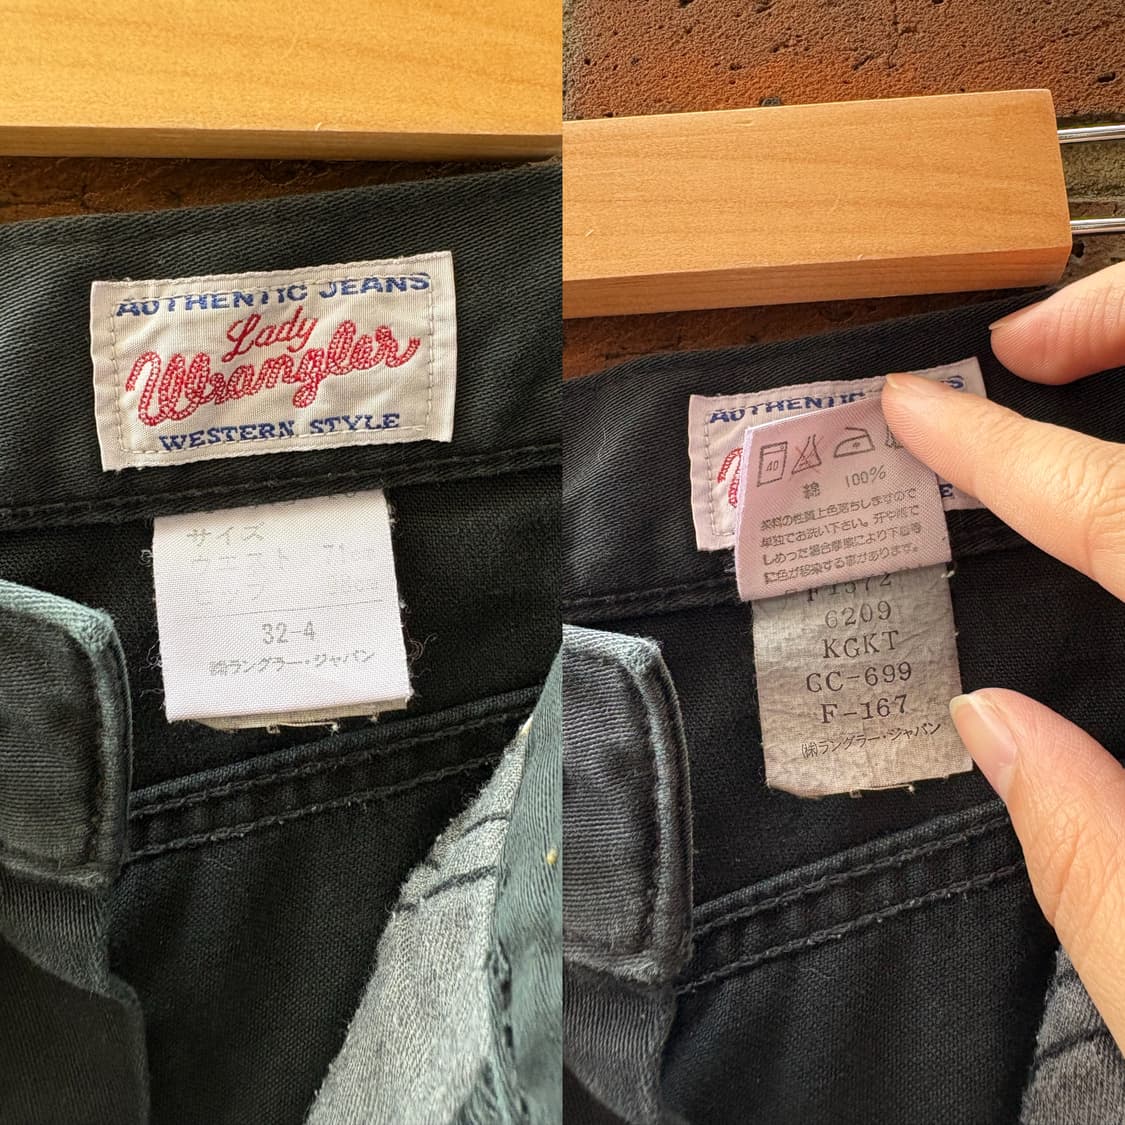 AUTHENTIC JEANS
Lady
Wrangler
WESTERN STYLE
サイズ
ウエスト 71cm
ヒップ
32-4
㈱ラングラー・ジャパン
AUTHENTIC
40
綿 100%
染料の性質上色落ちしますので
単独でお洗い下さい。汗や雨で
しめった場合摩擦により下着等
に色が移染する事があります。
F1572
6209
KGKT
GC-699
F-167
㈱ラングラー・ジャパン